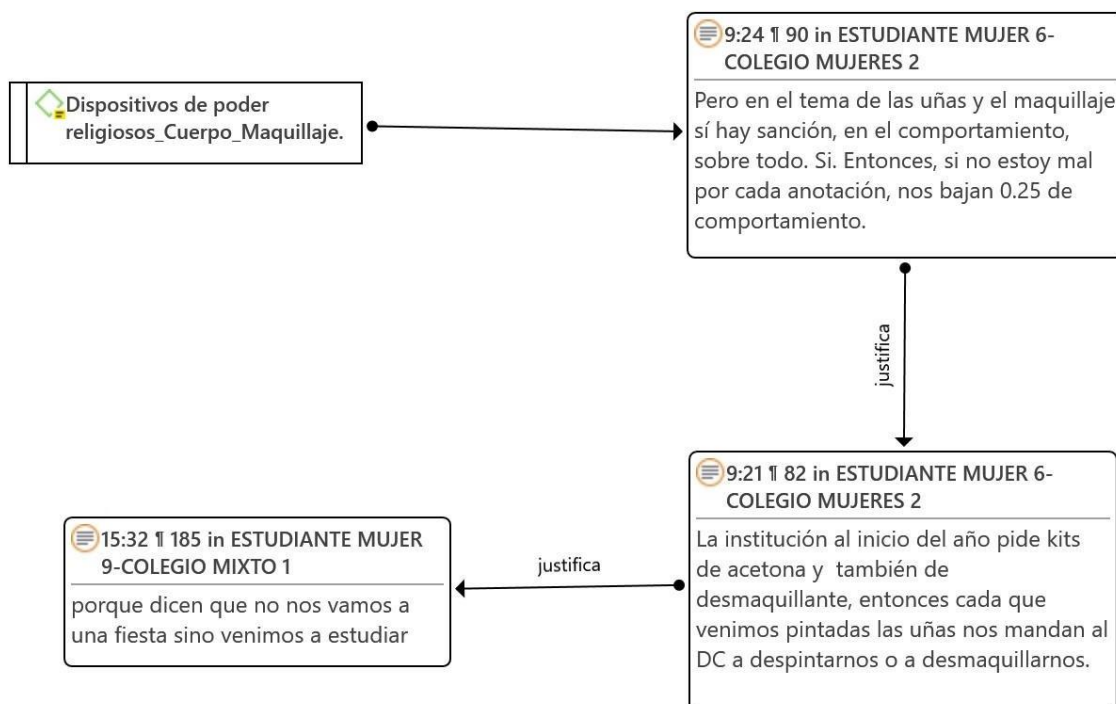 Dispositivos de poder
religiosos_Cuerpo_Maquillaje.
9:24 ¶ 90 in ESTUDIANTE MUJER 6-
COLEGIO MUJERES 2
Pero en el tema de las uñas y el maquillaje
sí hay sanción, en el comportamiento,
sobre todo. Si. Entonces, si no estoy mal
por cada anotación, nos bajan 0.25 de
comportamiento.
justifica
9:21 ¶ 82 in ESTUDIANTE MUJER 6-
COLEGIO MUJERES 2
La institución al inicio del año pide kits
de acetona y también de
desmaquillante, entonces cada que
venimos pintadas las uñas nos mandan al
DC a despintarnos o a desmaquillarnos.
justifica
15:32 ¶ 185 in ESTUDIANTE MUJER
9-COLEGIO MIXTO 1
porque dicen que no nos vamos a
una fiesta sino venimos a estudiar